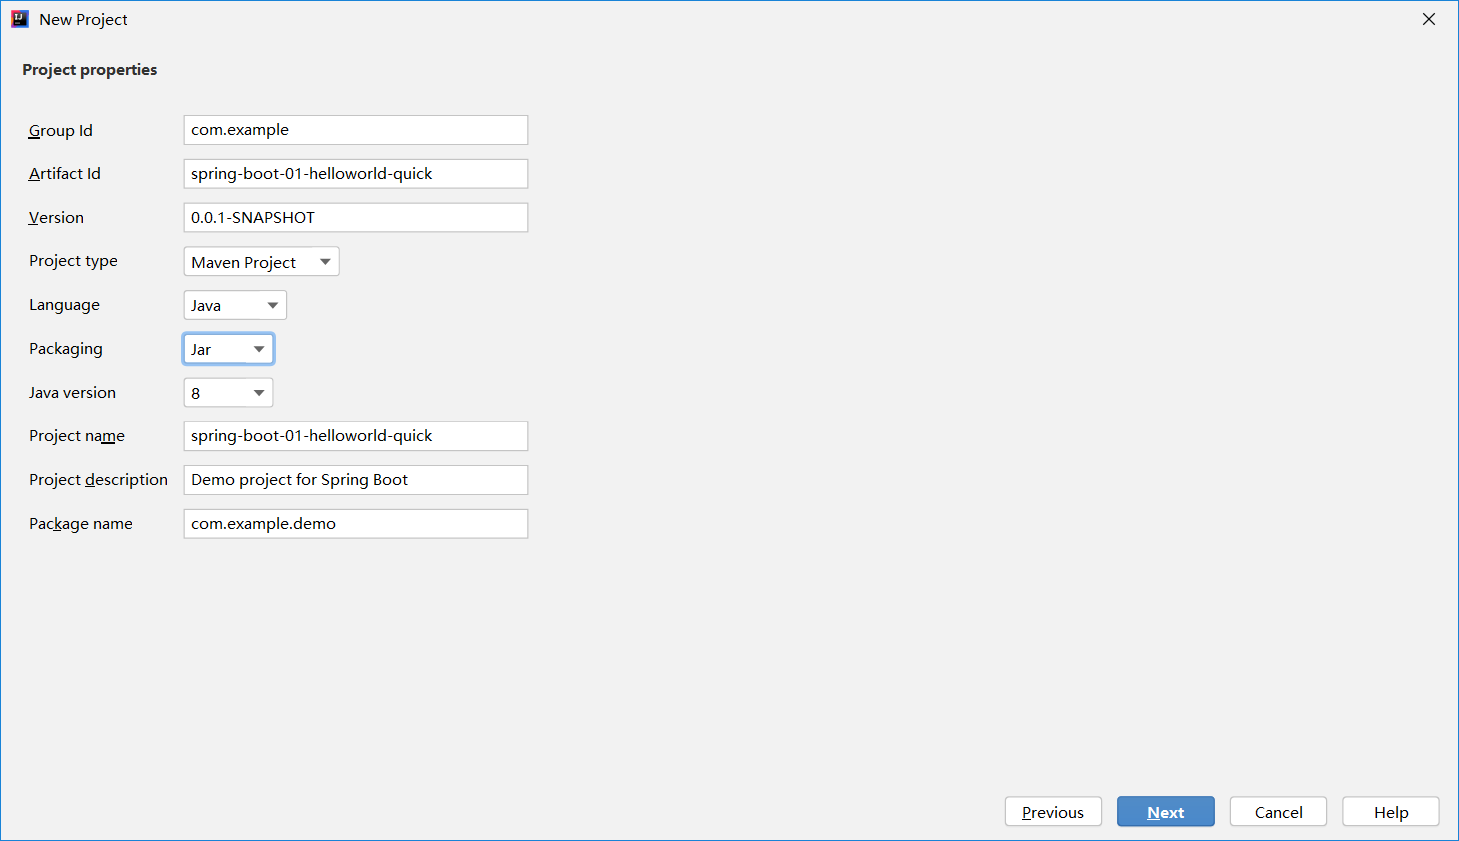 New Project
Project properties
Group Id com.example
Artifact Id spring-boot-01-helloworld-quick
Version 0.0.1-SNAPSHOT
Project type Maven Project
Language Java
Packaging Jar
Java version 8
Project name spring-boot-01-helloworld-quick
Project description Demo project for Spring Boot
Package name com.example.demo
Previous Next Cancel Help